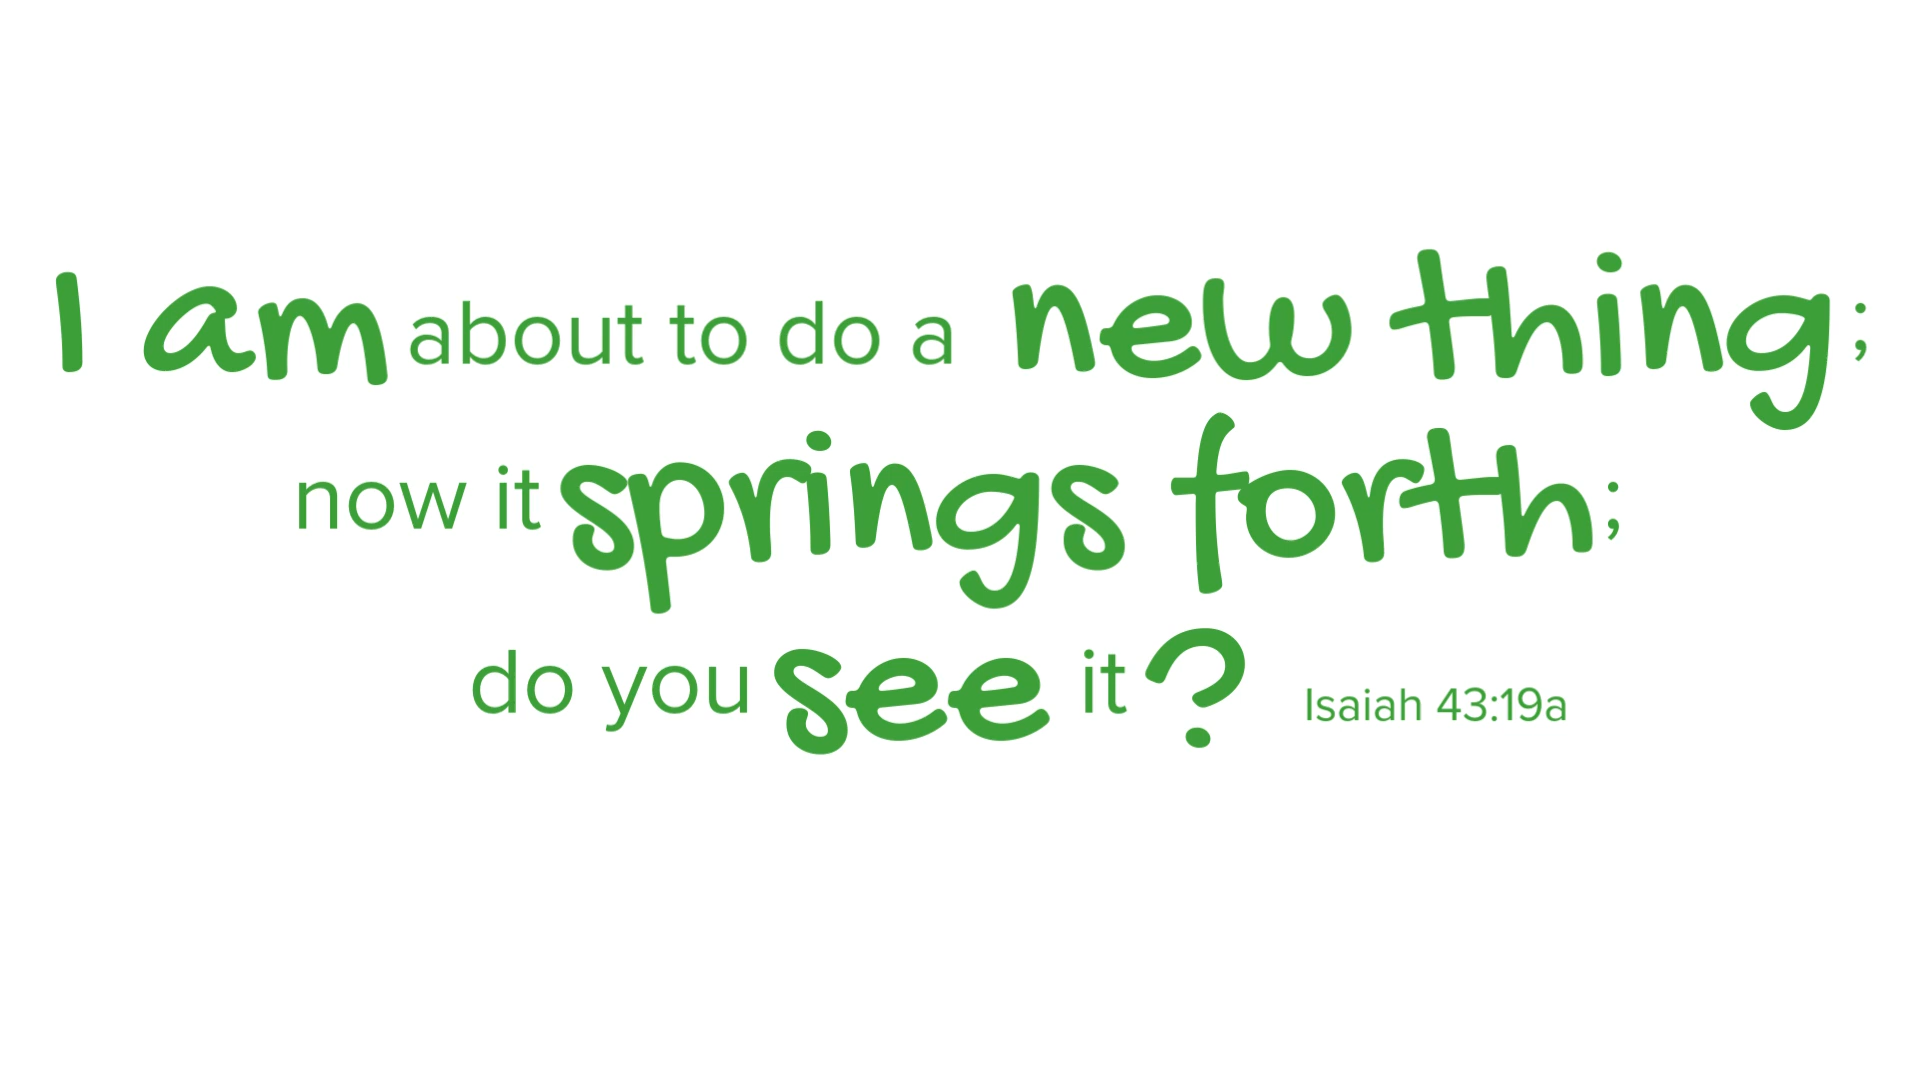 I am about to do a new thing;
now it springs forth;
do you see it? Isaiah 43:19a